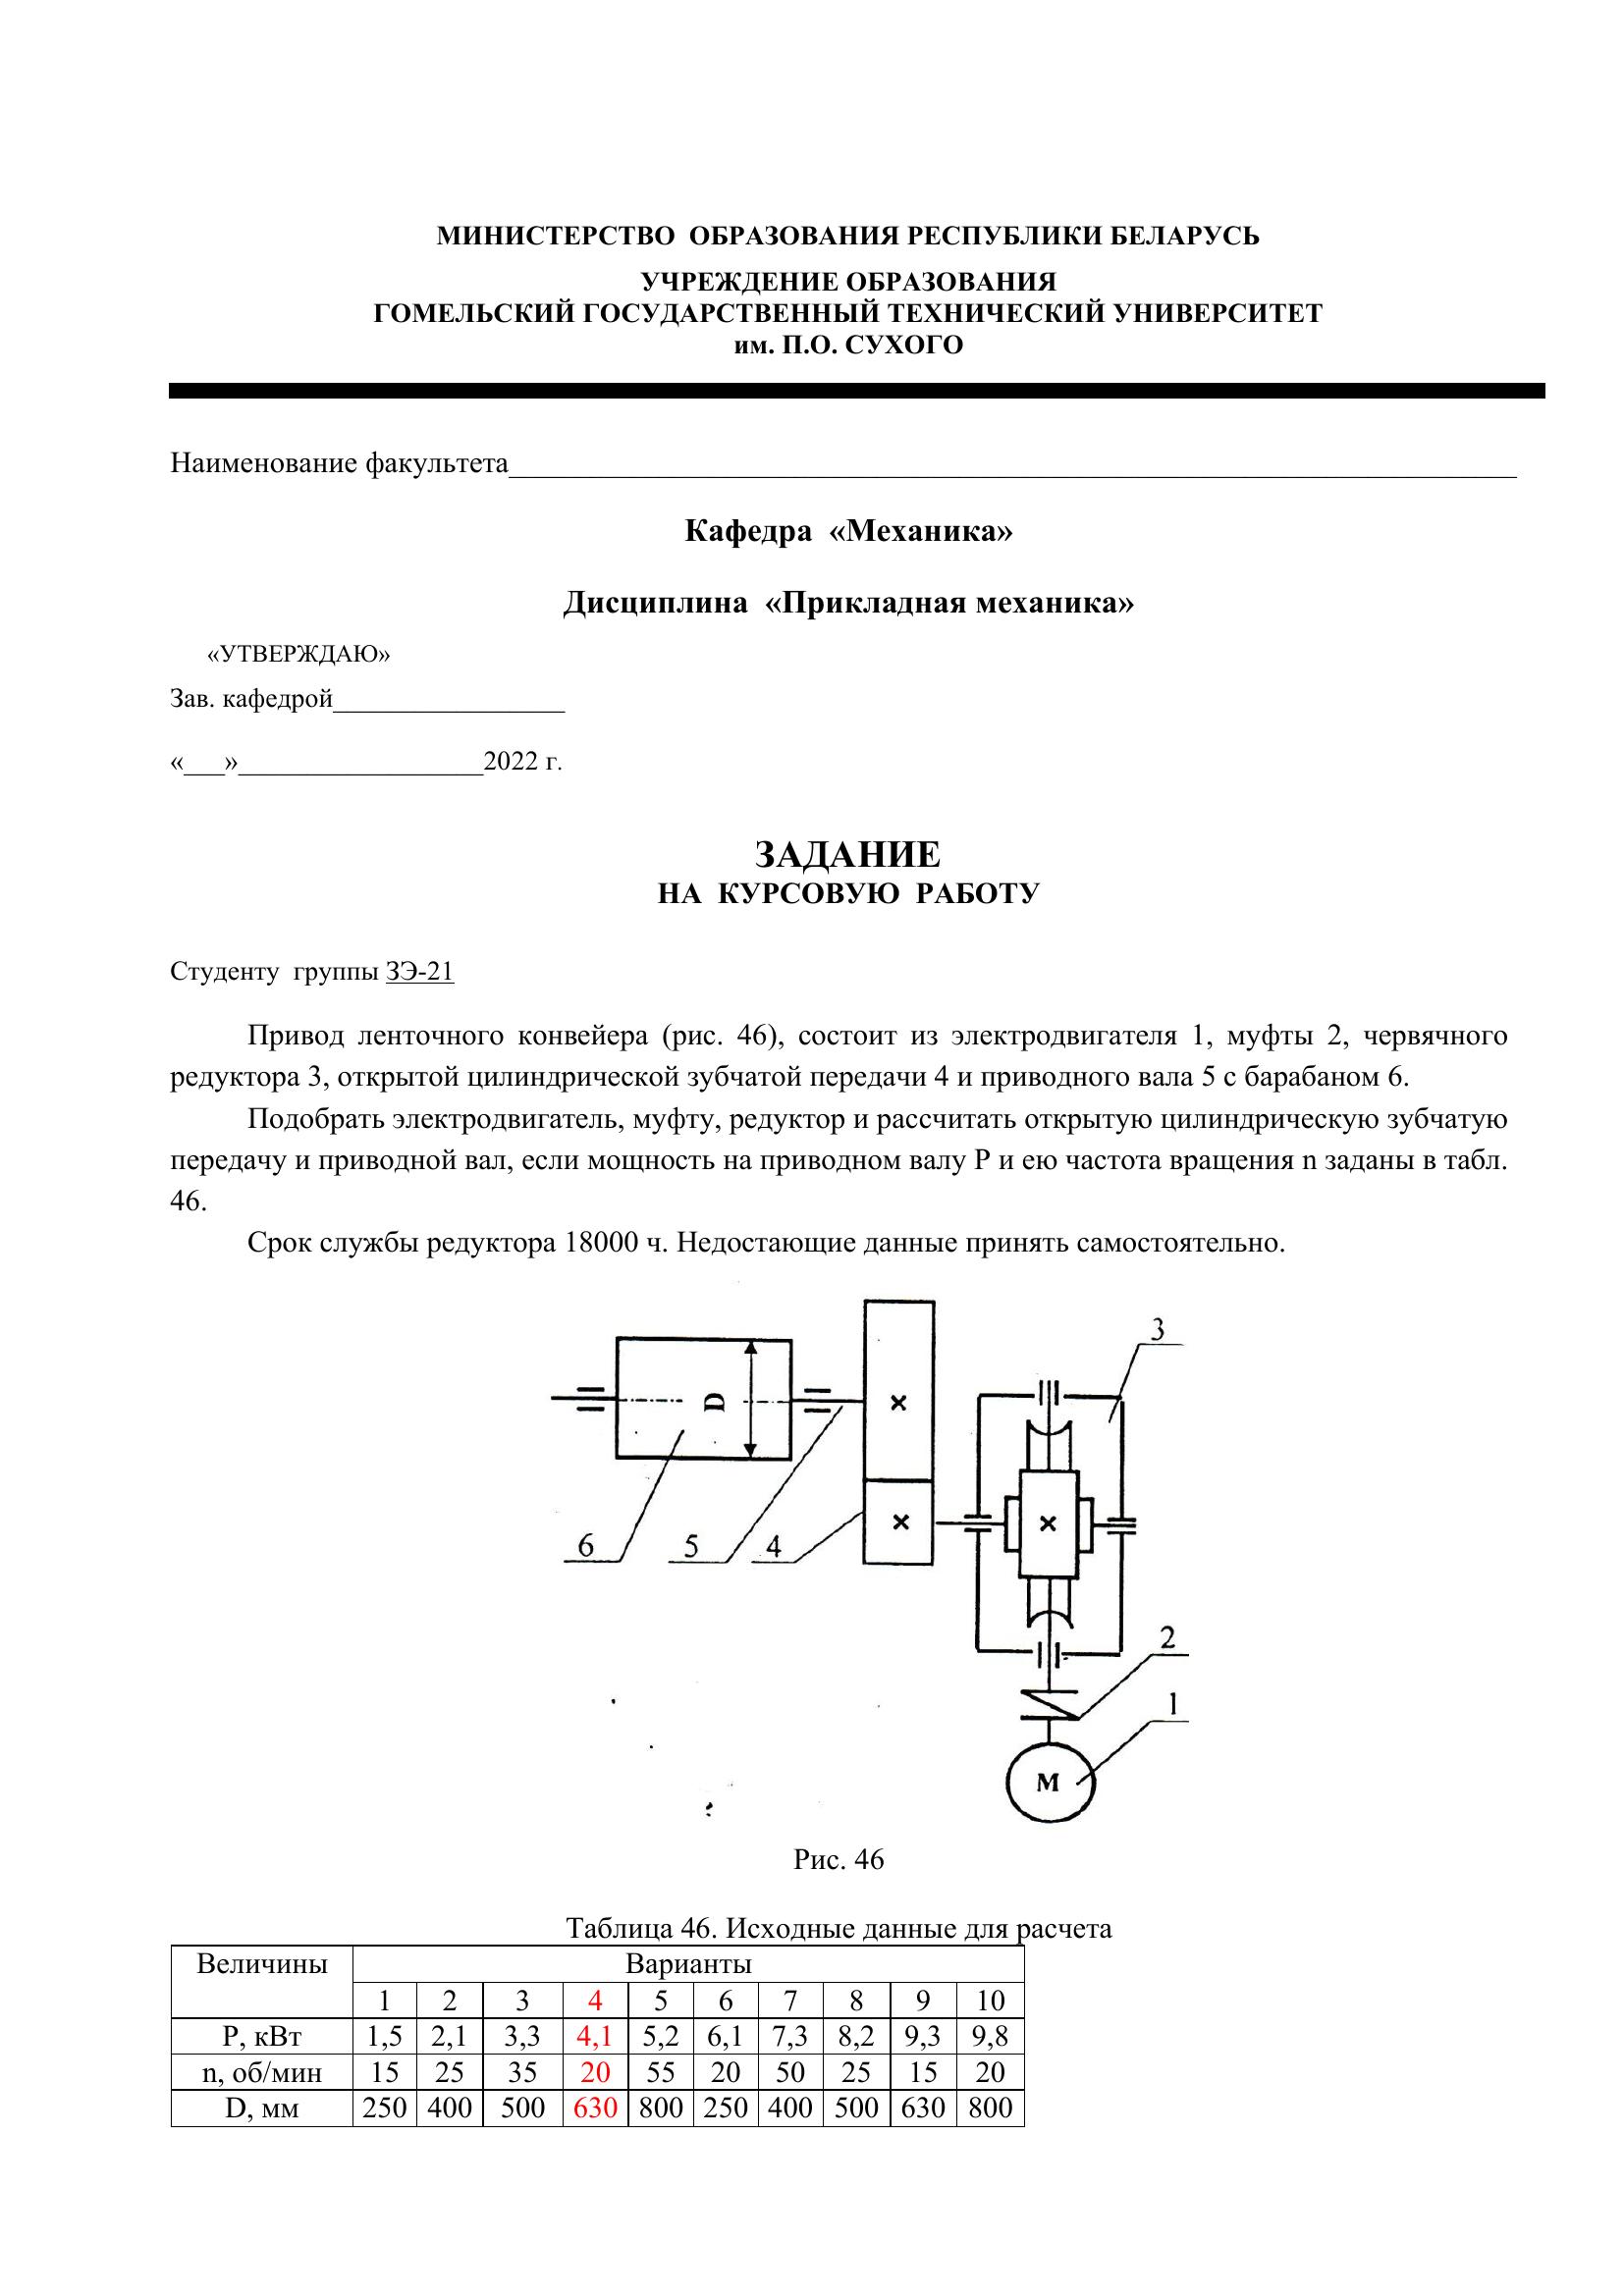 МИНИСТЕРСТВО ОБРАЗОВАНИЯ РЕСПУБЛИКИ БЕЛАРУСЬ
УЧРЕЖДЕНИЕ ОБРАЗОВАНИЯ
ГОМЕЛЬСКИЙ ГОСУДАРСТВЕННЫЙ ТЕХНИЧЕСКИЙ УНИВЕРСИТЕТ
им. П.О. СУХОГО
Наименование факультета___
Кафедра «Механика»
Дисциплина «Прикладная механика»
«УТВЕРЖДАЮ»
Зав. кафедрой___
«___»___2022 г.
ЗАДАНИЕ
НА КУРСОВУЮ РАБОТУ
Студенту группы ЗЭ-21
Привод ленточного конвейера (рис. 46), состоит из электродвигателя 1, муфты 2, червячного
редуктора 3, открытой цилиндрической зубчатой передачи 4 и приводного вала 5 с барабаном 6.
Подобрать электродвигатель, муфту, редуктор и рассчитать открытую цилиндрическую зубчатую
передачу и приводной вал, если мощность на приводном валу P и ею частота вращения n заданы в табл.
46.
Срок службы редуктора 18000 ч. Недостающие данные принять самостоятельно.
3
D
6 5 4
2
1
М
Рис. 46
Таблица 46. Исходные данные для расчета
Величины Варианты
1 2 3 4 5 6 7 8 9 10
P, кВт 1,5 2,1 3,3 4,1 5,2 6,1 7,3 8,2 9,3 9,8
n, об/мин 15 25 35 20 55 20 50 25 15 20
D, мм 250 400 500 630 800 250 400 500 630 800